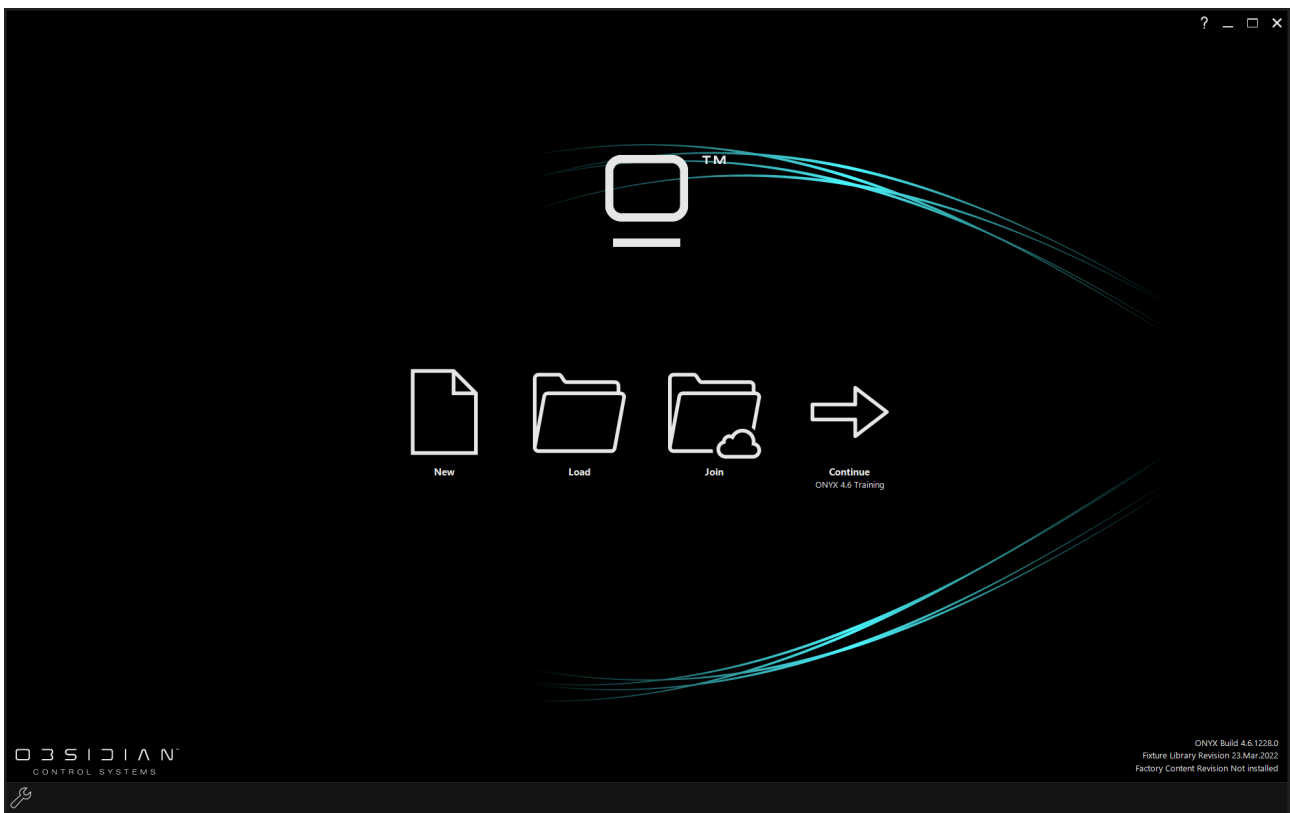 ?
TM
New
Load
Join
Continue
ONYX 4.6 Training
OBSIDIAN
CONTROL SYSTEMS
ONYX Build 4.6.1228.0
Fixture Library Revision 23.Mar.2022
Factory Content Revision Not installed